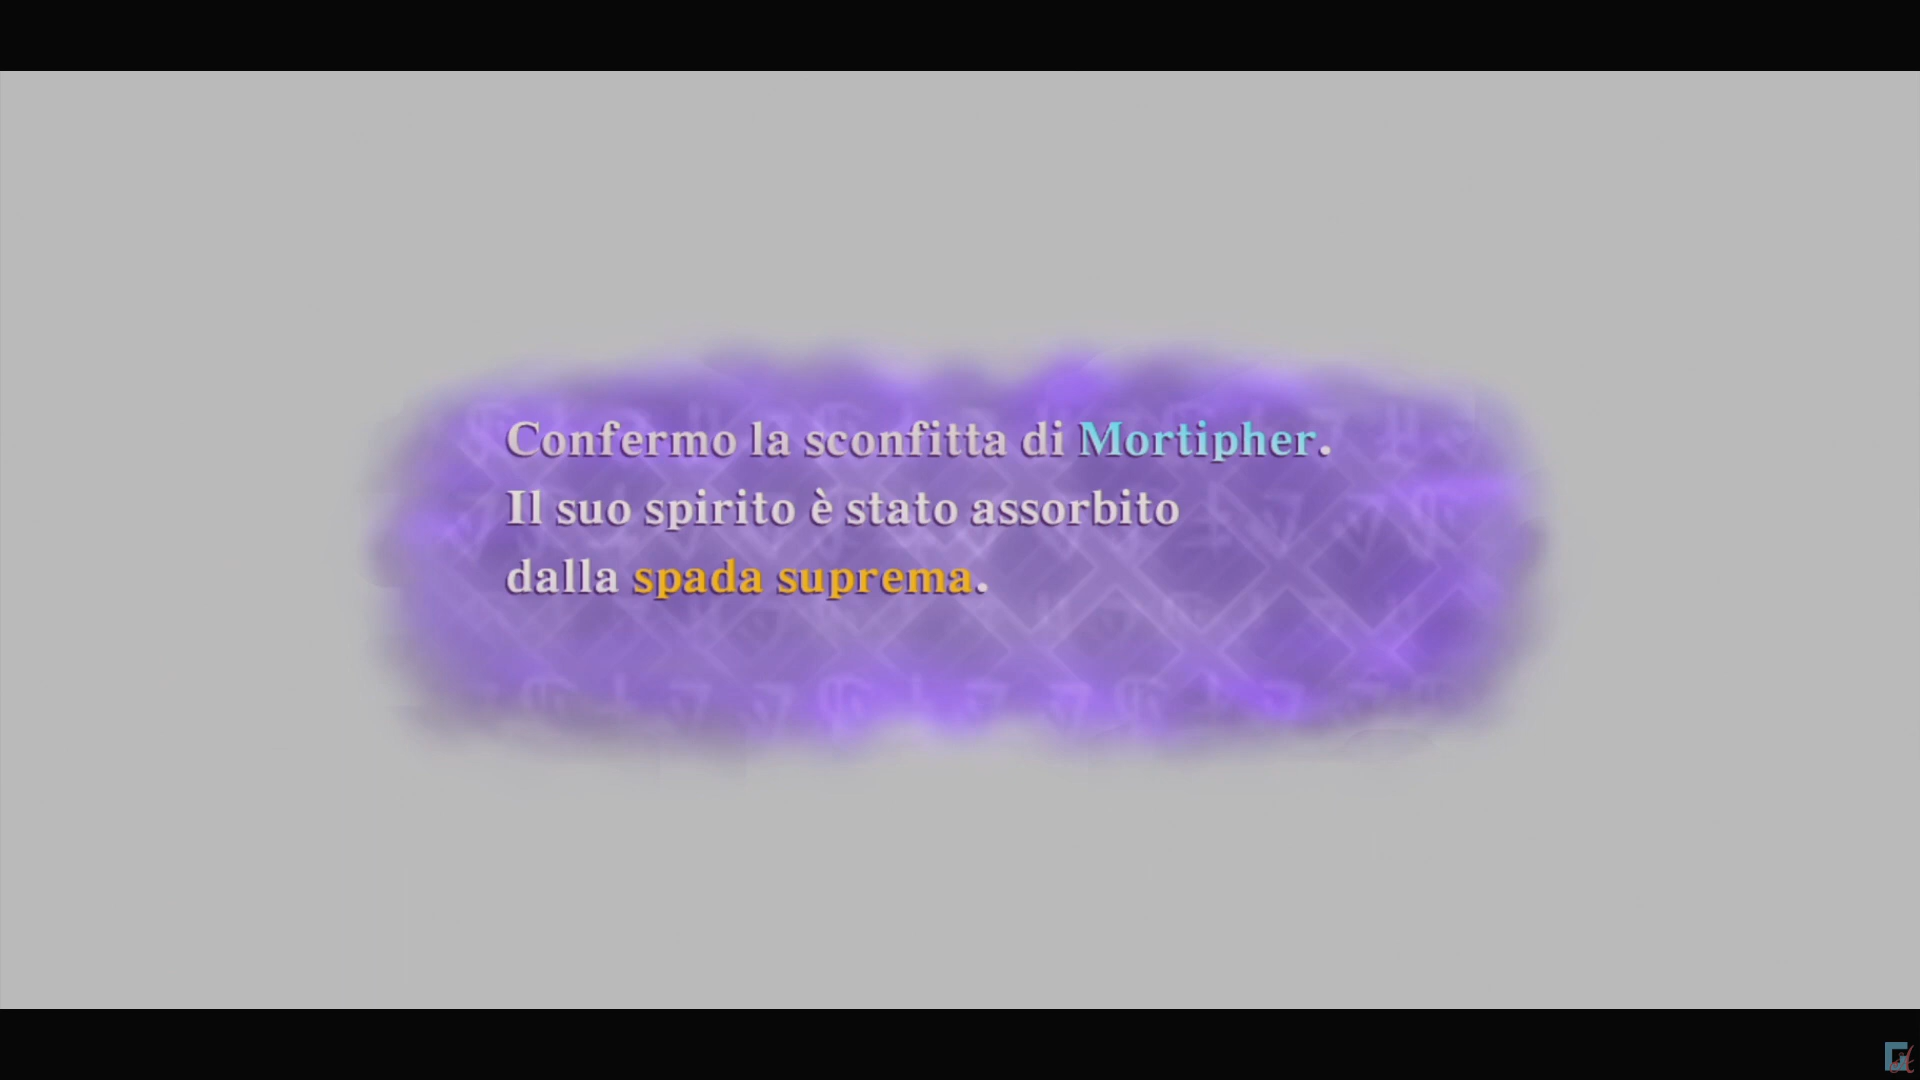 Confermo la sconfitta di Mortipher.
Il suo spirito è stato assorbito
dalla spada suprema.